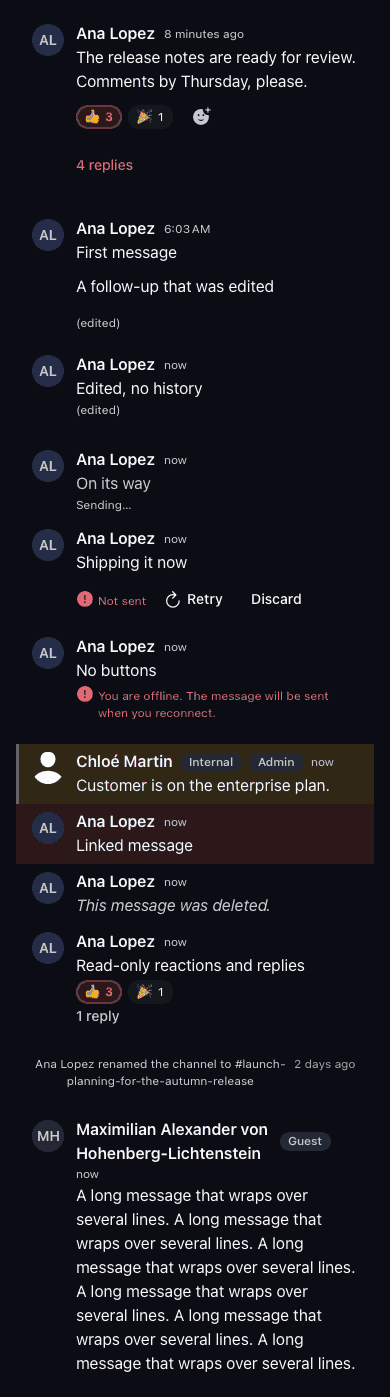 AL
Ana Lopez 8 minutes ago
The release notes are ready for review.
Comments by Thursday, please.
👍 3 🎉 1
4 replies
AL
Ana Lopez 6:03 AM
First message
A follow-up that was edited
(edited)
AL
Ana Lopez now
Edited, no history
(edited)
AL
Ana Lopez now
On its way
Sending…
AL
Ana Lopez now
Shipping it now
Not sent Retry Discard
AL
Ana Lopez now
No buttons
You are offline. The message will be sent
when you reconnect.
Chloé Martin Internal Admin now
Customer is on the enterprise plan.
AL
Ana Lopez now
Linked message
AL
Ana Lopez now
This message was deleted.
AL
Ana Lopez now
Read-only reactions and replies
👍 3 🎉 1
1 reply
Ana Lopez renamed the channel to #launch- 2 days ago
planning-for-the-autumn-release
MH
Maximilian Alexander von
Hohenberg-Lichtenstein Guest
now
A long message that wraps over
several lines. A long message that
wraps over several lines. A long
message that wraps over several lines.
A long message that wraps over
several lines. A long message that
wraps over several lines. A long
message that wraps over several lines.